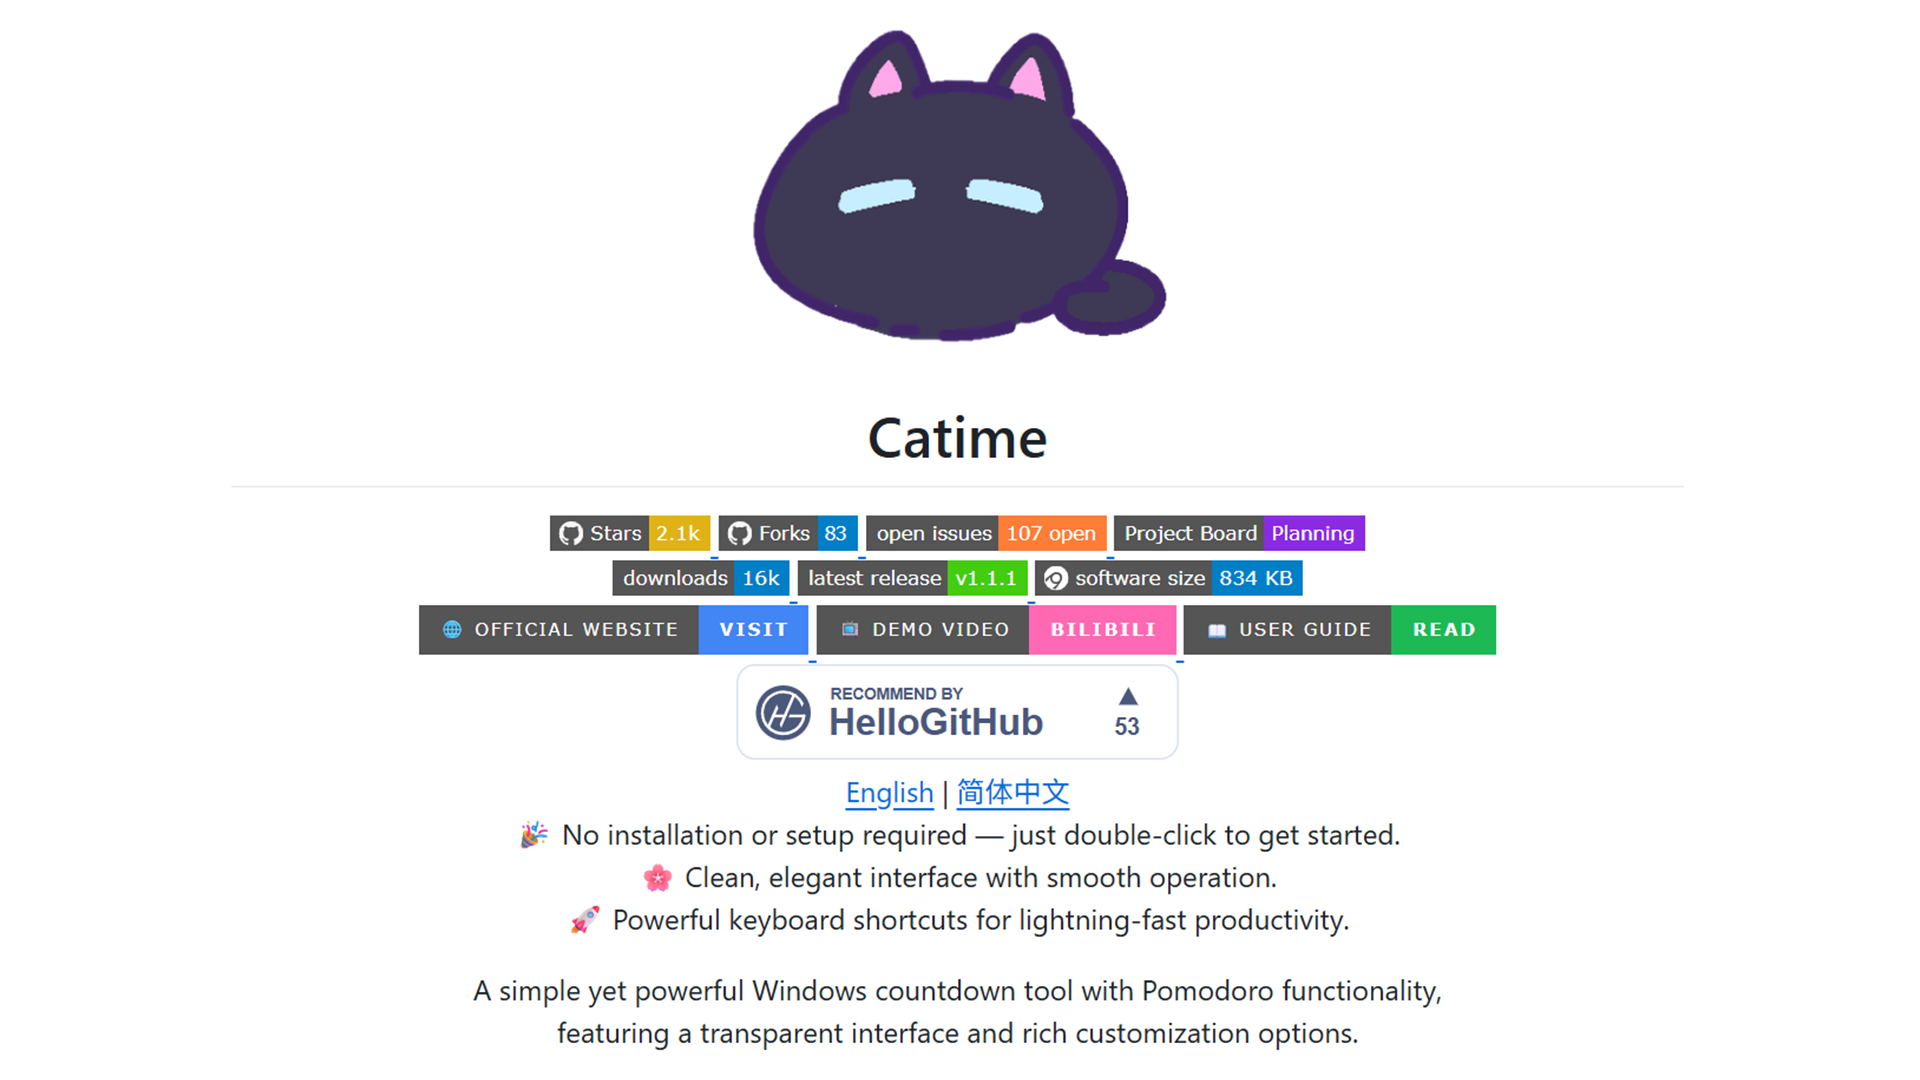 Catime
Stars 2.1k Forks 83 open issues 107 open Project Board Planning
downloads 16k latest release v1.1.1 software size 834 KB
OFFICIAL WEBSITE VISIT DEMO VIDEO BILIBILI USER GUIDE READ
RECOMMEND BY
HelloGitHub
▲
53
English | 简体中文
🎉 No installation or setup required — just double-click to get started.
🌸 Clean, elegant interface with smooth operation.
🚀 Powerful keyboard shortcuts for lightning-fast productivity.
A simple yet powerful Windows countdown tool with Pomodoro functionality,
featuring a transparent interface and rich customization options.